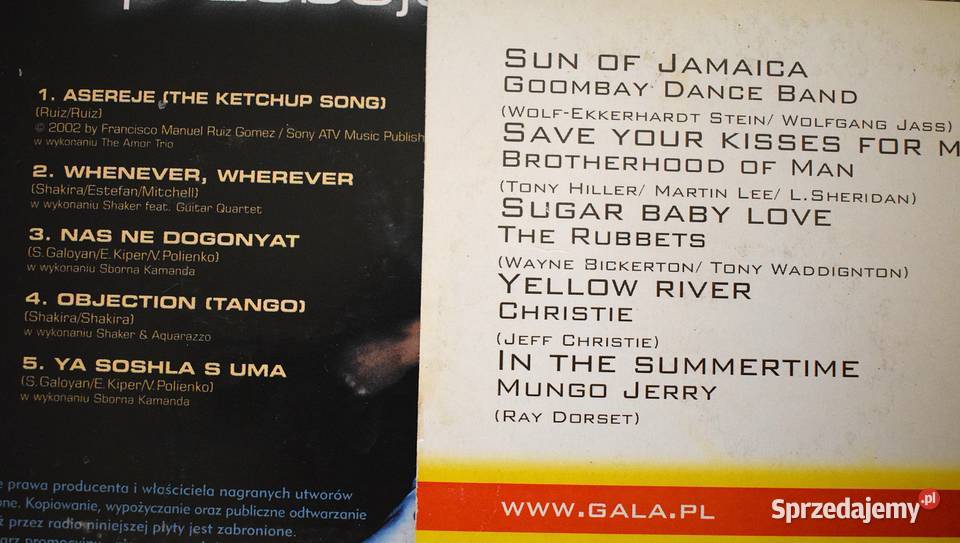 1. ASEREJE (THE KETCHUP SONG)
(Ruiz/Ruiz)
© 2002 by Francisco Manuel Ruiz Gomez / Sony ATV Music Publish
w wykonaniu The Amor Trio
2. WHENEVER, WHEREVER
(Shakira/Estefan/Mitchell)
w wykonaniu Shaker feat. Guitar Quartet
3. NAS NE DOGONYAT
(S. Galoyan/E. Kiper/V. Polienko)
w wykonaniu Sborna Kamanda
4. OBJECTION (TANGO)
(Shakira/Shakira)
w wykonaniu Shaker & Aquarazzo
5. YA SOSHLA S UMA
(S. Galoyan/E. Kiper/V. Polienko)
w wykonaniu Sborna Kamanda
e prawa producenta i właściciela nagranych utworów
one. Kopiowanie, wypożyczanie oraz publiczne odtwarzanie
ż przez radio niniejszej płyty jest zabronione.
SUN OF JAMAICA
GOOMBAY DANCE BAND
(WOLF-EKKERHARDT STEIN/ WOLFGANG JASS)
SAVE YOUR KISSES FOR M
BROTHERHOOD OF MAN
(TONY HILLER/ MARTIN LEE/ L.SHERIDAN)
SUGAR BABY LOVE
THE RUBBETS
(WAYNE BICKERTON/ TONY WADDIGNTON)
YELLOW RIVER
CHRISTIE
(JEFF CHRISTIE)
IN THE SUMMERTIME
MUNGO JERRY
(RAY DORSET)
WWW.GALA.PL
Sprzedajemy .pl